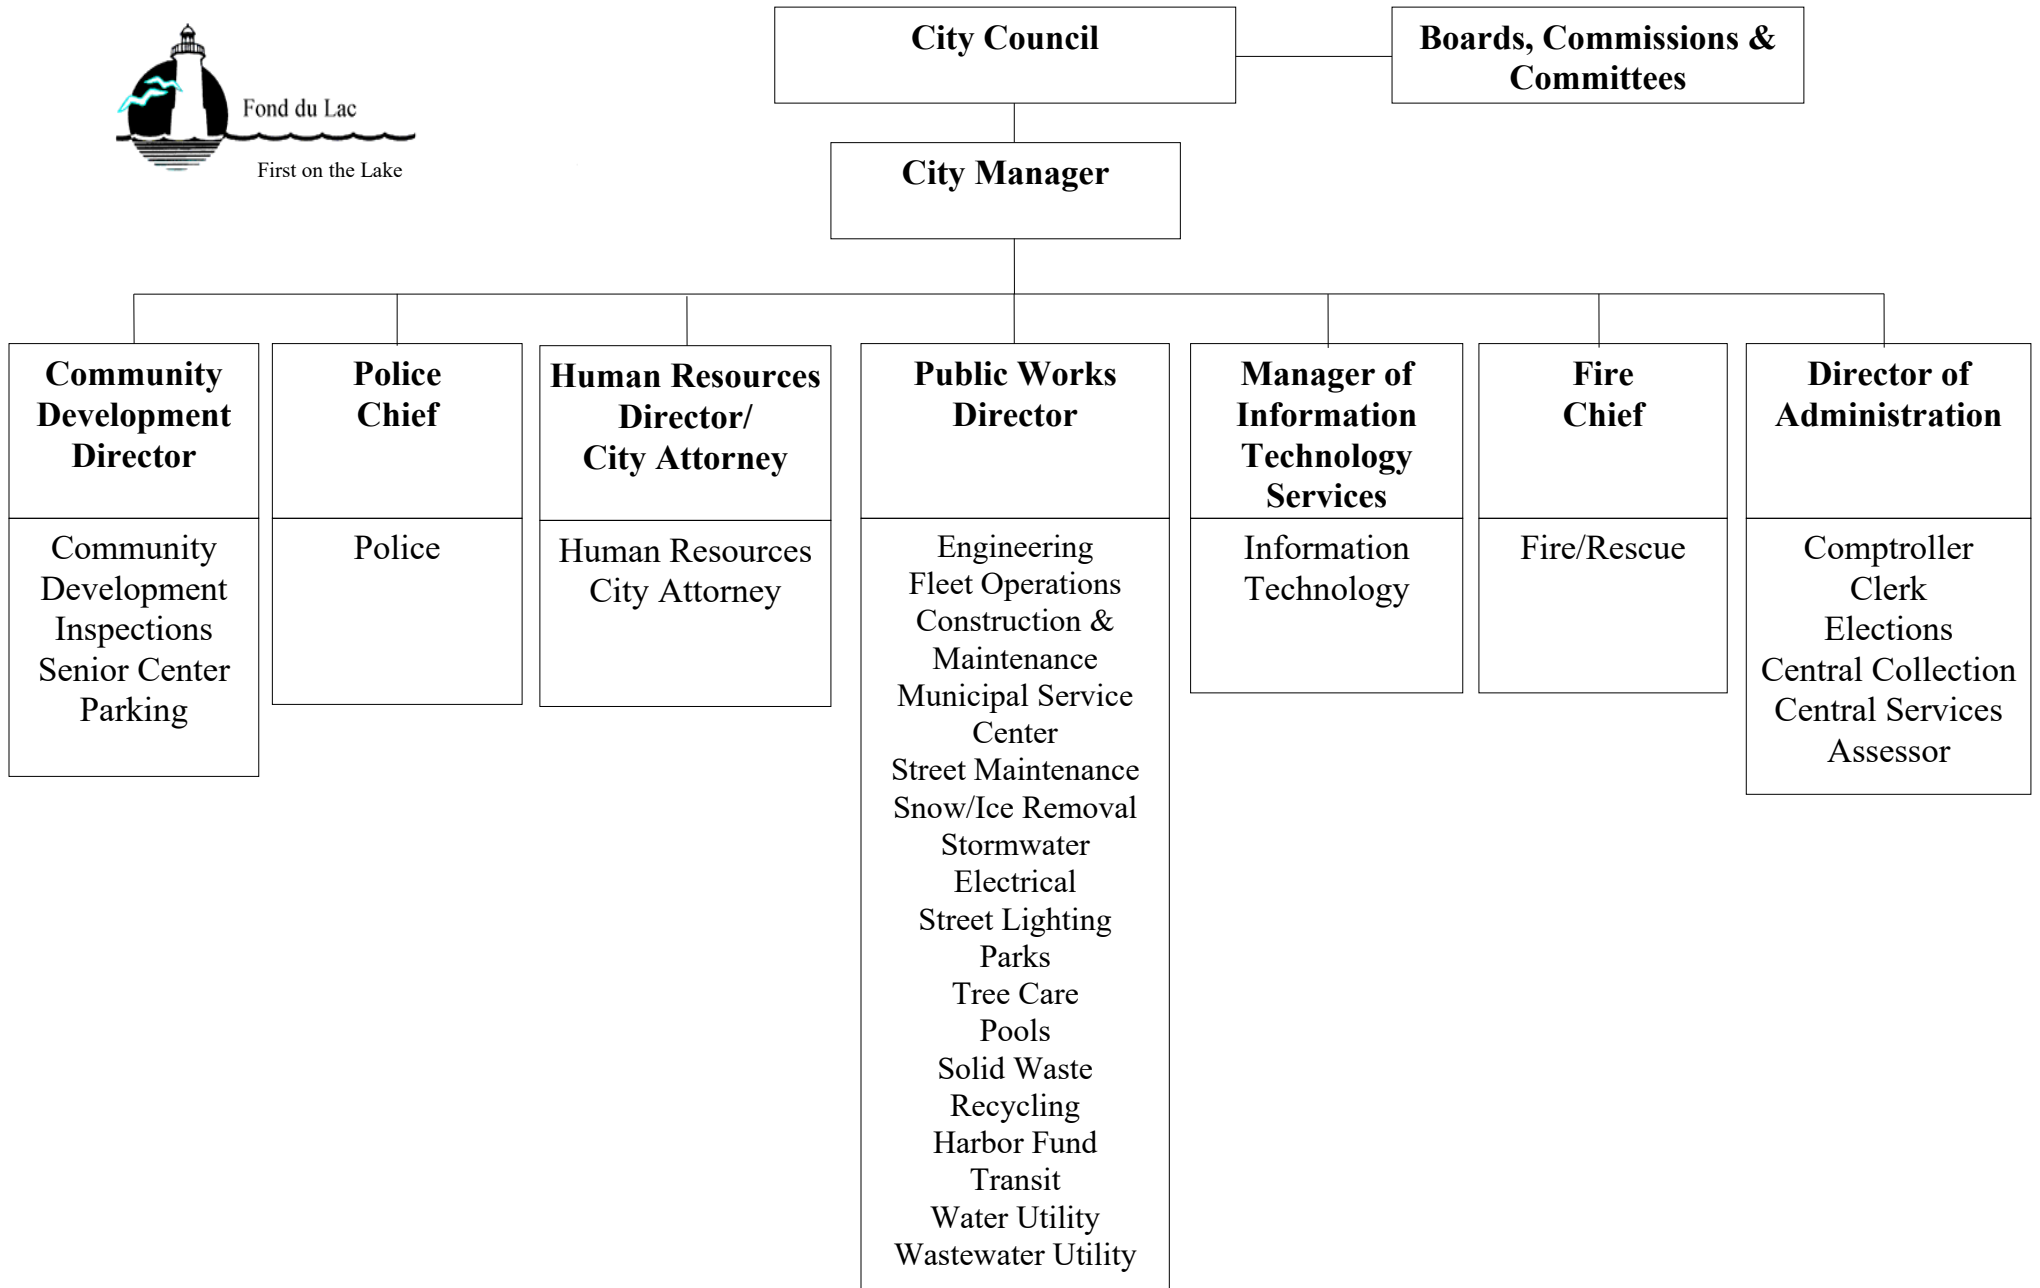 Fond du Lac
First on the Lake
City Council
Boards, Commissions &
Committees
City Manager
Community
Development
Director
Community
Development
Inspections
Senior Center
Parking
Police
Chief
Police
Human Resources
Director/
City Attorney
Human Resources
City Attorney
Public Works
Director
Engineering
Fleet Operations
Construction &
Maintenance
Municipal Service
Center
Street Maintenance
Snow/Ice Removal
Stormwater
Electrical
Street Lighting
Parks
Tree Care
Pools
Solid Waste
Recycling
Harbor Fund
Transit
Water Utility
Wastewater Utility
Manager of
Information
Technology
Services
Information
Technology
Fire
Chief
Fire/Rescue
Director of
Administration
Comptroller
Clerk
Elections
Central Collection
Central Services
Assessor